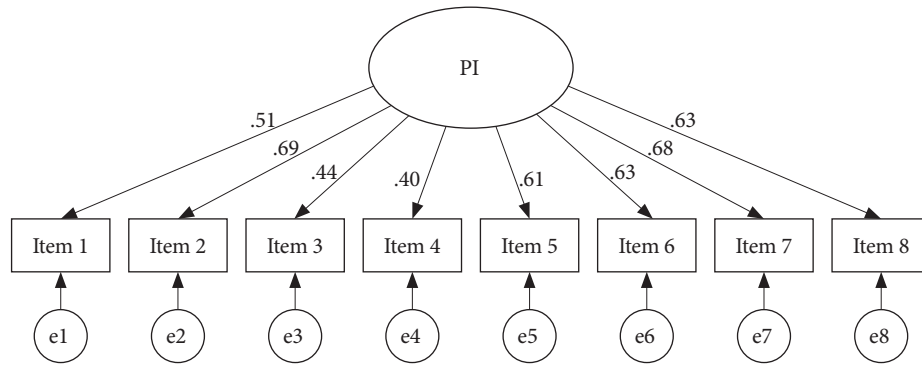 PI
.51
.69
.44
.40
.61
.63
.68
.63
Item 1
Item 2
Item 3
Item 4
Item 5
Item 6
Item 7
Item 8
e1
e2
e3
e4
e5
e6
e7
e8